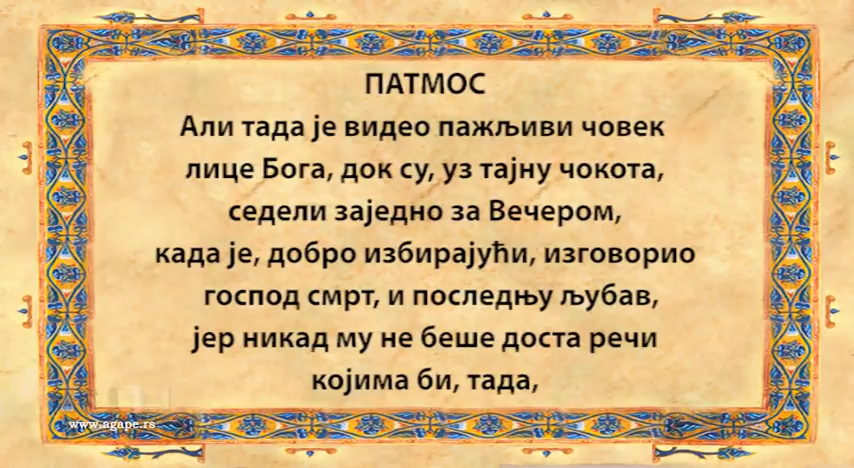 ПАТМОС
Али тада је видео пажљиви човек
лице Бога, док су, уз тајну чокота,
седели заједно за Вечером,
када је, добро избирајући, изговорио
господ смрт, и последњу љубав,
јер никад му не беше доста речи
којима би, тада,
www.agape.rs